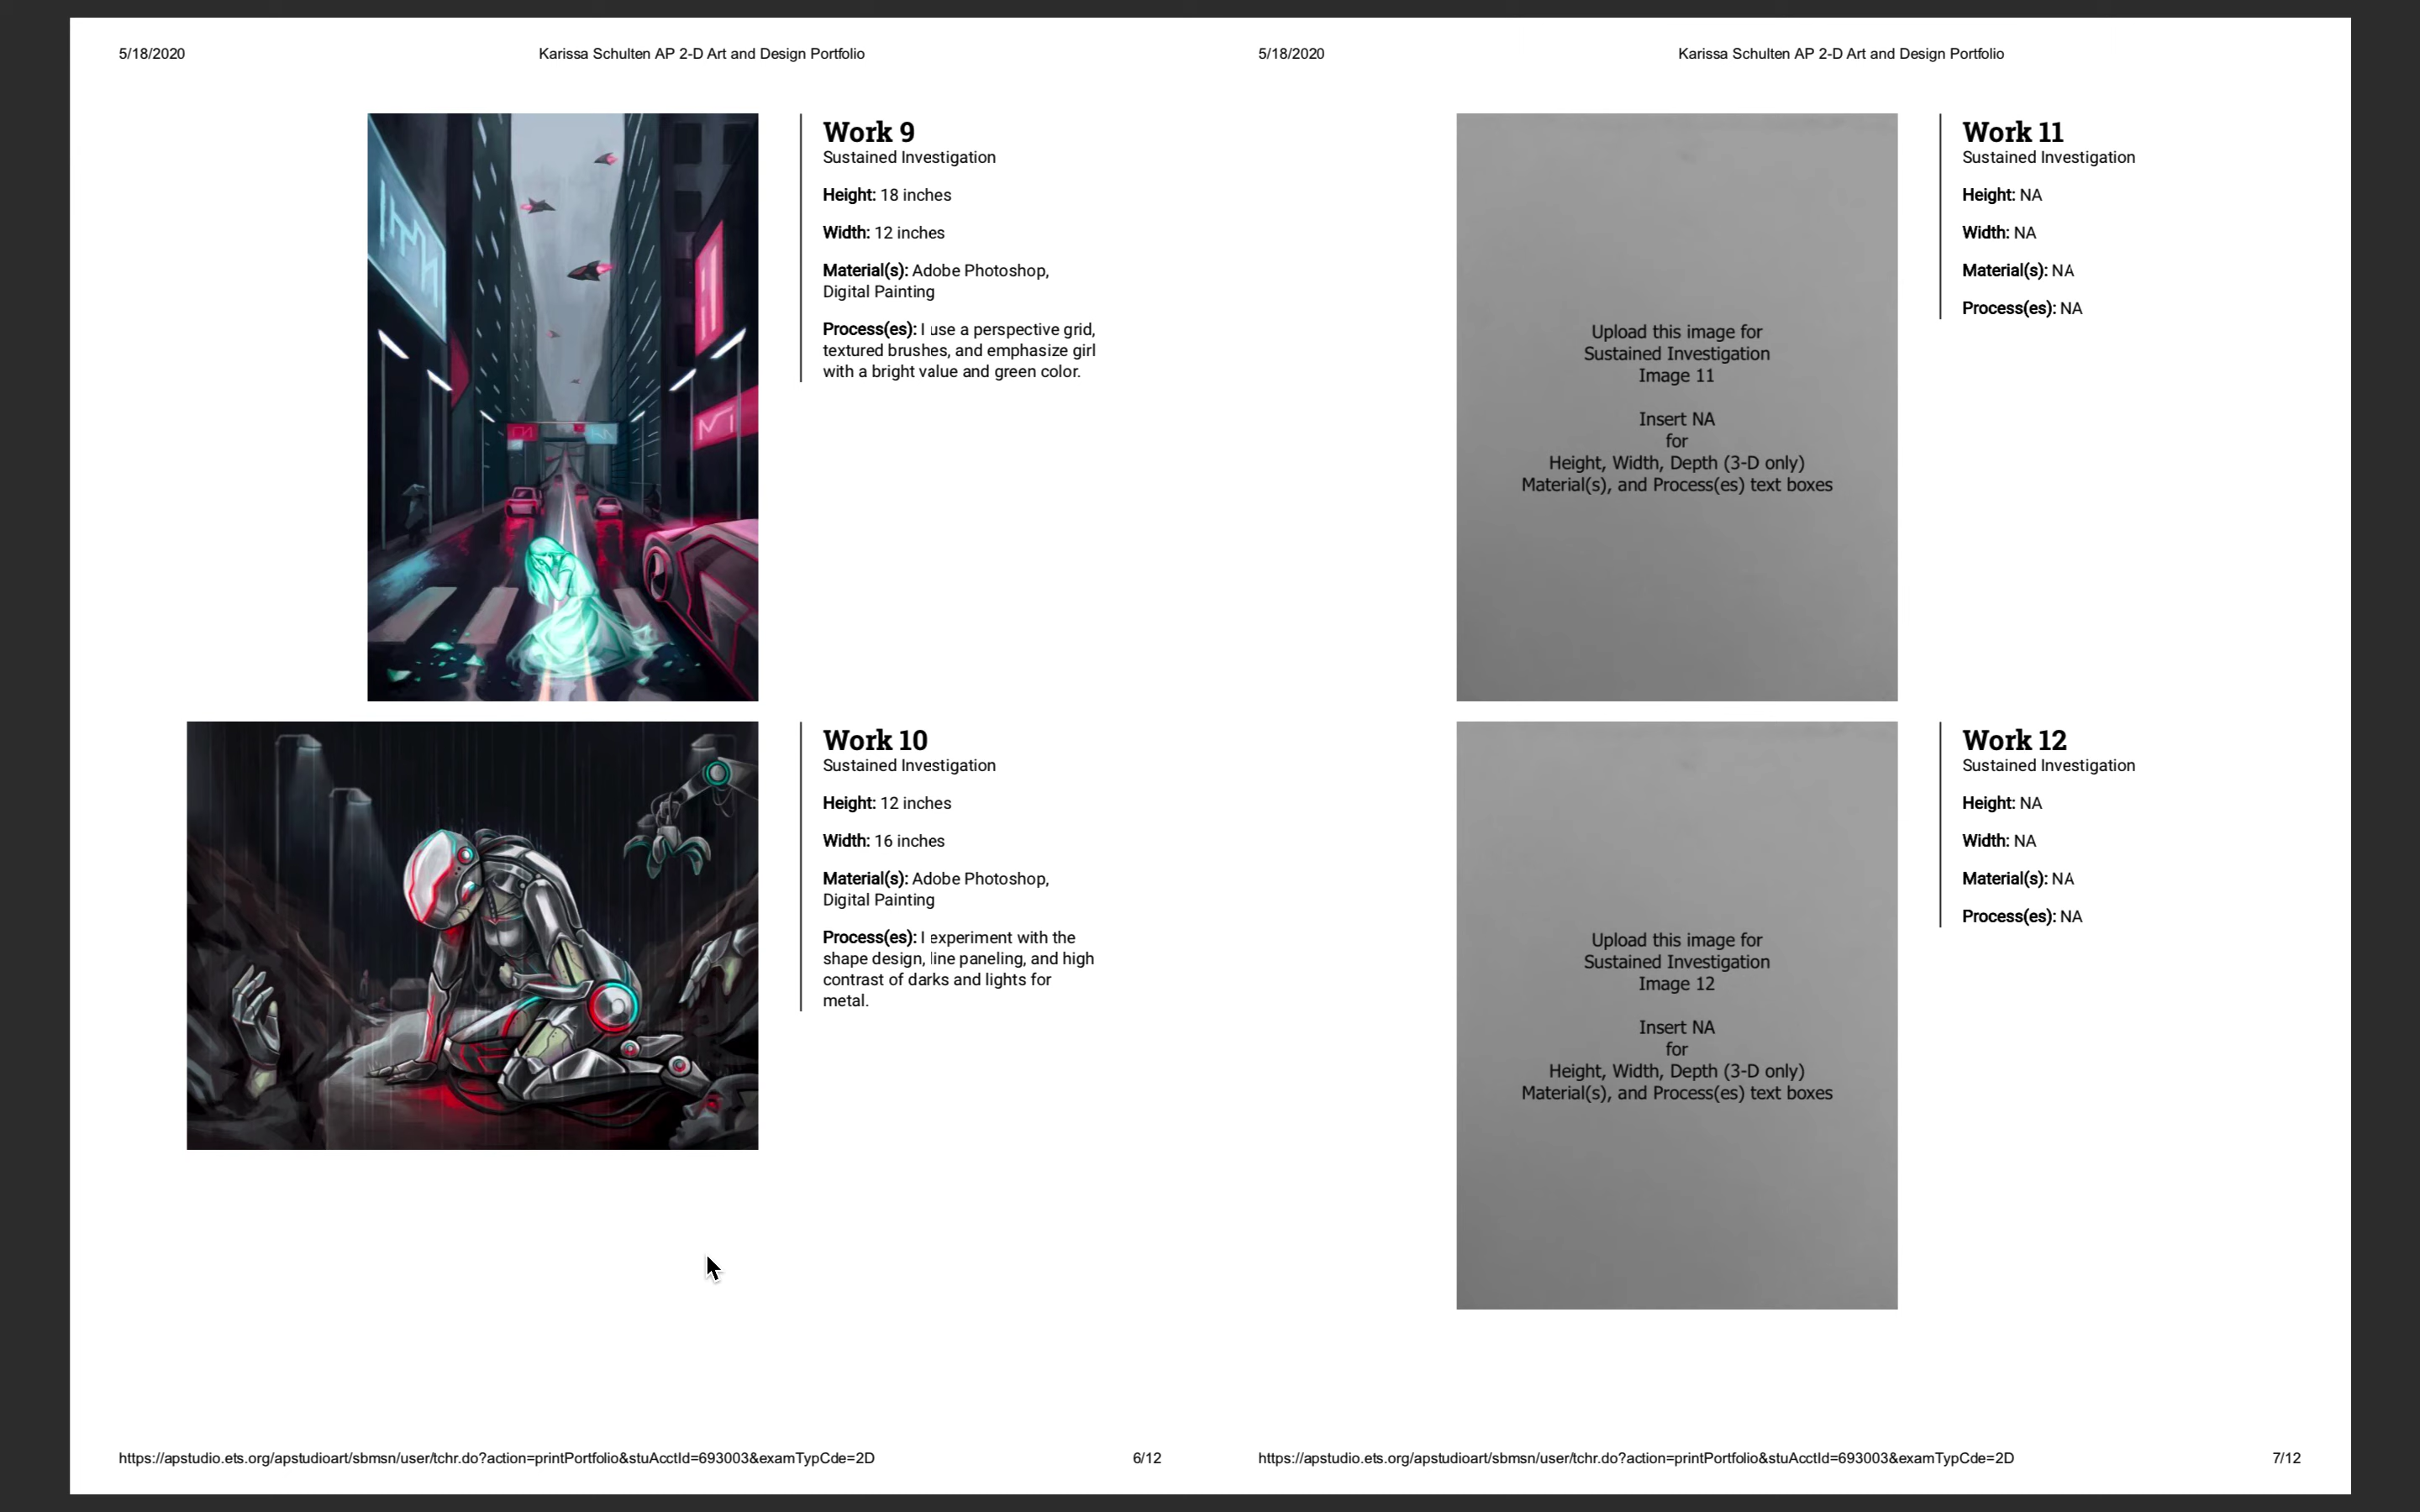 5/18/2020
Karissa Schulten AP 2-D Art and Design Portfolio
Work 9
Sustained Investigation
Height: 18 inches
Width: 12 inches
Material(s): Adobe Photoshop,
Digital Painting
Process(es): I use a perspective grid,
textured brushes, and emphasize girl
with a bright value and green color.
Work 10
Sustained Investigation
Height: 12 inches
Width: 16 inches
Material(s): Adobe Photoshop,
Digital Painting
Process(es): I experiment with the
shape design, line paneling, and high
contrast of darks and lights for
metal.
https://apstudio.ets.org/apstudioart/sbmsn/user/tchr.do?action=printPortfolio&stuAcctId=693003&examTypCde=2D
6/12
5/18/2020
Karissa Schulten AP 2-D Art and Design Portfolio
Upload this image for
Sustained Investigation
Image 11
Insert NA
for
Height, Width, Depth (3-D only)
Material(s), and Process(es) text boxes
Work 11
Sustained Investigation
Height: NA
Width: NA
Material(s): NA
Process(es): NA
Upload this image for
Sustained Investigation
Image 12
Insert NA
for
Height, Width, Depth (3-D only)
Material(s), and Process(es) text boxes
Work 12
Sustained Investigation
Height: NA
Width: NA
Material(s): NA
Process(es): NA
https://apstudio.ets.org/apstudioart/sbmsn/user/tchr.do?action=printPortfolio&stuAcctId=693003&examTypCde=2D
7/12